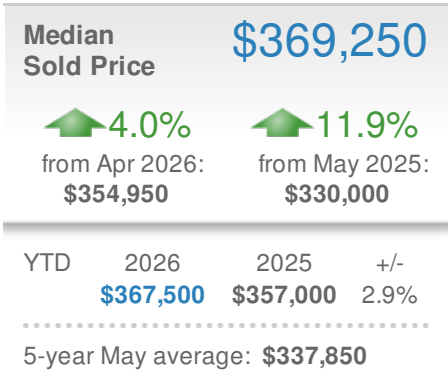 Median
Sold Price
$369,250
4.0% 11.9%
from Apr 2026: from May 2025:
$354,950 $330,000
YTD 2026 2025 +/-
$367,500 $357,000 2.9%
5-year May average: $337,850